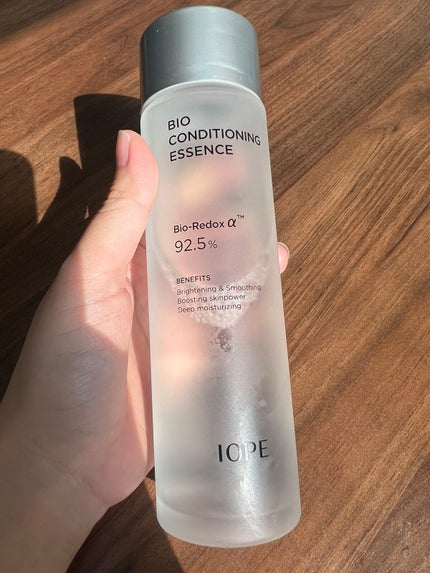 BIO
CONDITIONING
ESSENCE
Bio-Redox α™
92.5%
BENEFITS
Brightening & Smoothing
Boosting skinpower
Deep moisturizing
IOPE